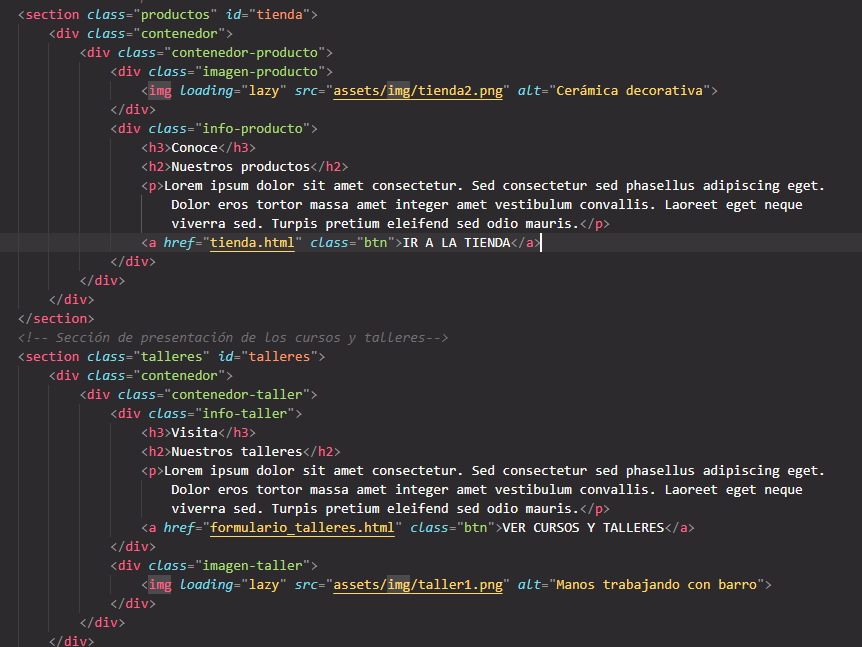 <section class="productos" id="tienda">
<div class="contenedor">
<div class="contenedor-producto">
<div class="imagen-producto">
<img loading="lazy" src="assets/img/tienda2.png" alt="Cerámica decorativa">
</div>
<div class="info-producto">
<h3>Conoce</h3>
<h2>Nuestros productos</h2>
<p>Lorem ipsum dolor sit amet consectetur. Sed consectetur sed phasellus adipiscing eget.
Dolor eros tortor massa amet integer amet vestibulum convallis. Laoreet eget neque
viverra sed. Turpis pretium eleifend sed odio mauris.</p>
<a href="tienda.html" class="btn">IR A LA TIENDA</a>
</div>
</div>
</div>
</section>
<!-- Sección de presentación de los cursos y talleres-->
<section class="talleres" id="talleres">
<div class="contenedor">
<div class="contenedor-taller">
<div class="info-taller">
<h3>Visita</h3>
<h2>Nuestros talleres</h2>
<p>Lorem ipsum dolor sit amet consectetur. Sed consectetur sed phasellus adipiscing eget.
Dolor eros tortor massa amet integer amet vestibulum convallis. Laoreet eget neque
viverra sed. Turpis pretium eleifend sed odio mauris.</p>
<a href="formulario_talleres.html" class="btn">VER CURSOS Y TALLERES</a>
</div>
<div class="imagen-taller">
<img loading="lazy" src="assets/img/taller1.png" alt="Manos trabajando con barro">
</div>
</div>
</div>